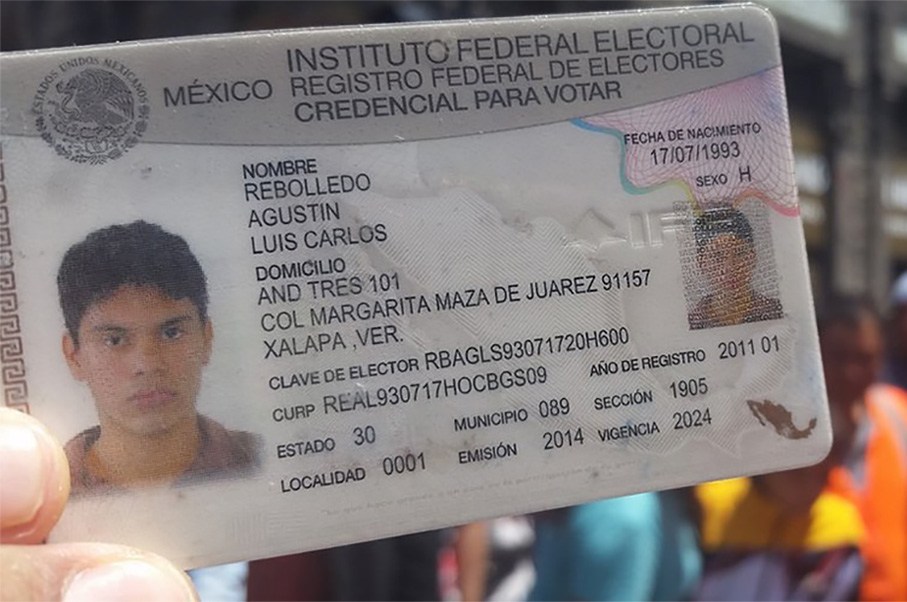 ESTADOS UNIDOS MEXICANOS
MÉXICO
INSTITUTO FEDERAL ELECTORAL
REGISTRO FEDERAL DE ELECTORES
CREDENCIAL PARA VOTAR
FECHA DE NACIMIENTO
17/07/1993
SEXO H
NOMBRE
REBOLLEDO
AGUSTIN
LUIS CARLOS
DOMICILIO
AND TRES 101
COL MARGARITA MAZA DE JUAREZ 91157
XALAPA ,VER.
CLAVE DE ELECTOR RBAGLS93071720H600
CURP REAL930717HOCBGS09 AÑO DE REGISTRO 2011 01
ESTADO 30 MUNICIPIO 089 SECCIÓN 1905
LOCALIDAD 0001 EMISIÓN 2014 VIGENCIA 2024